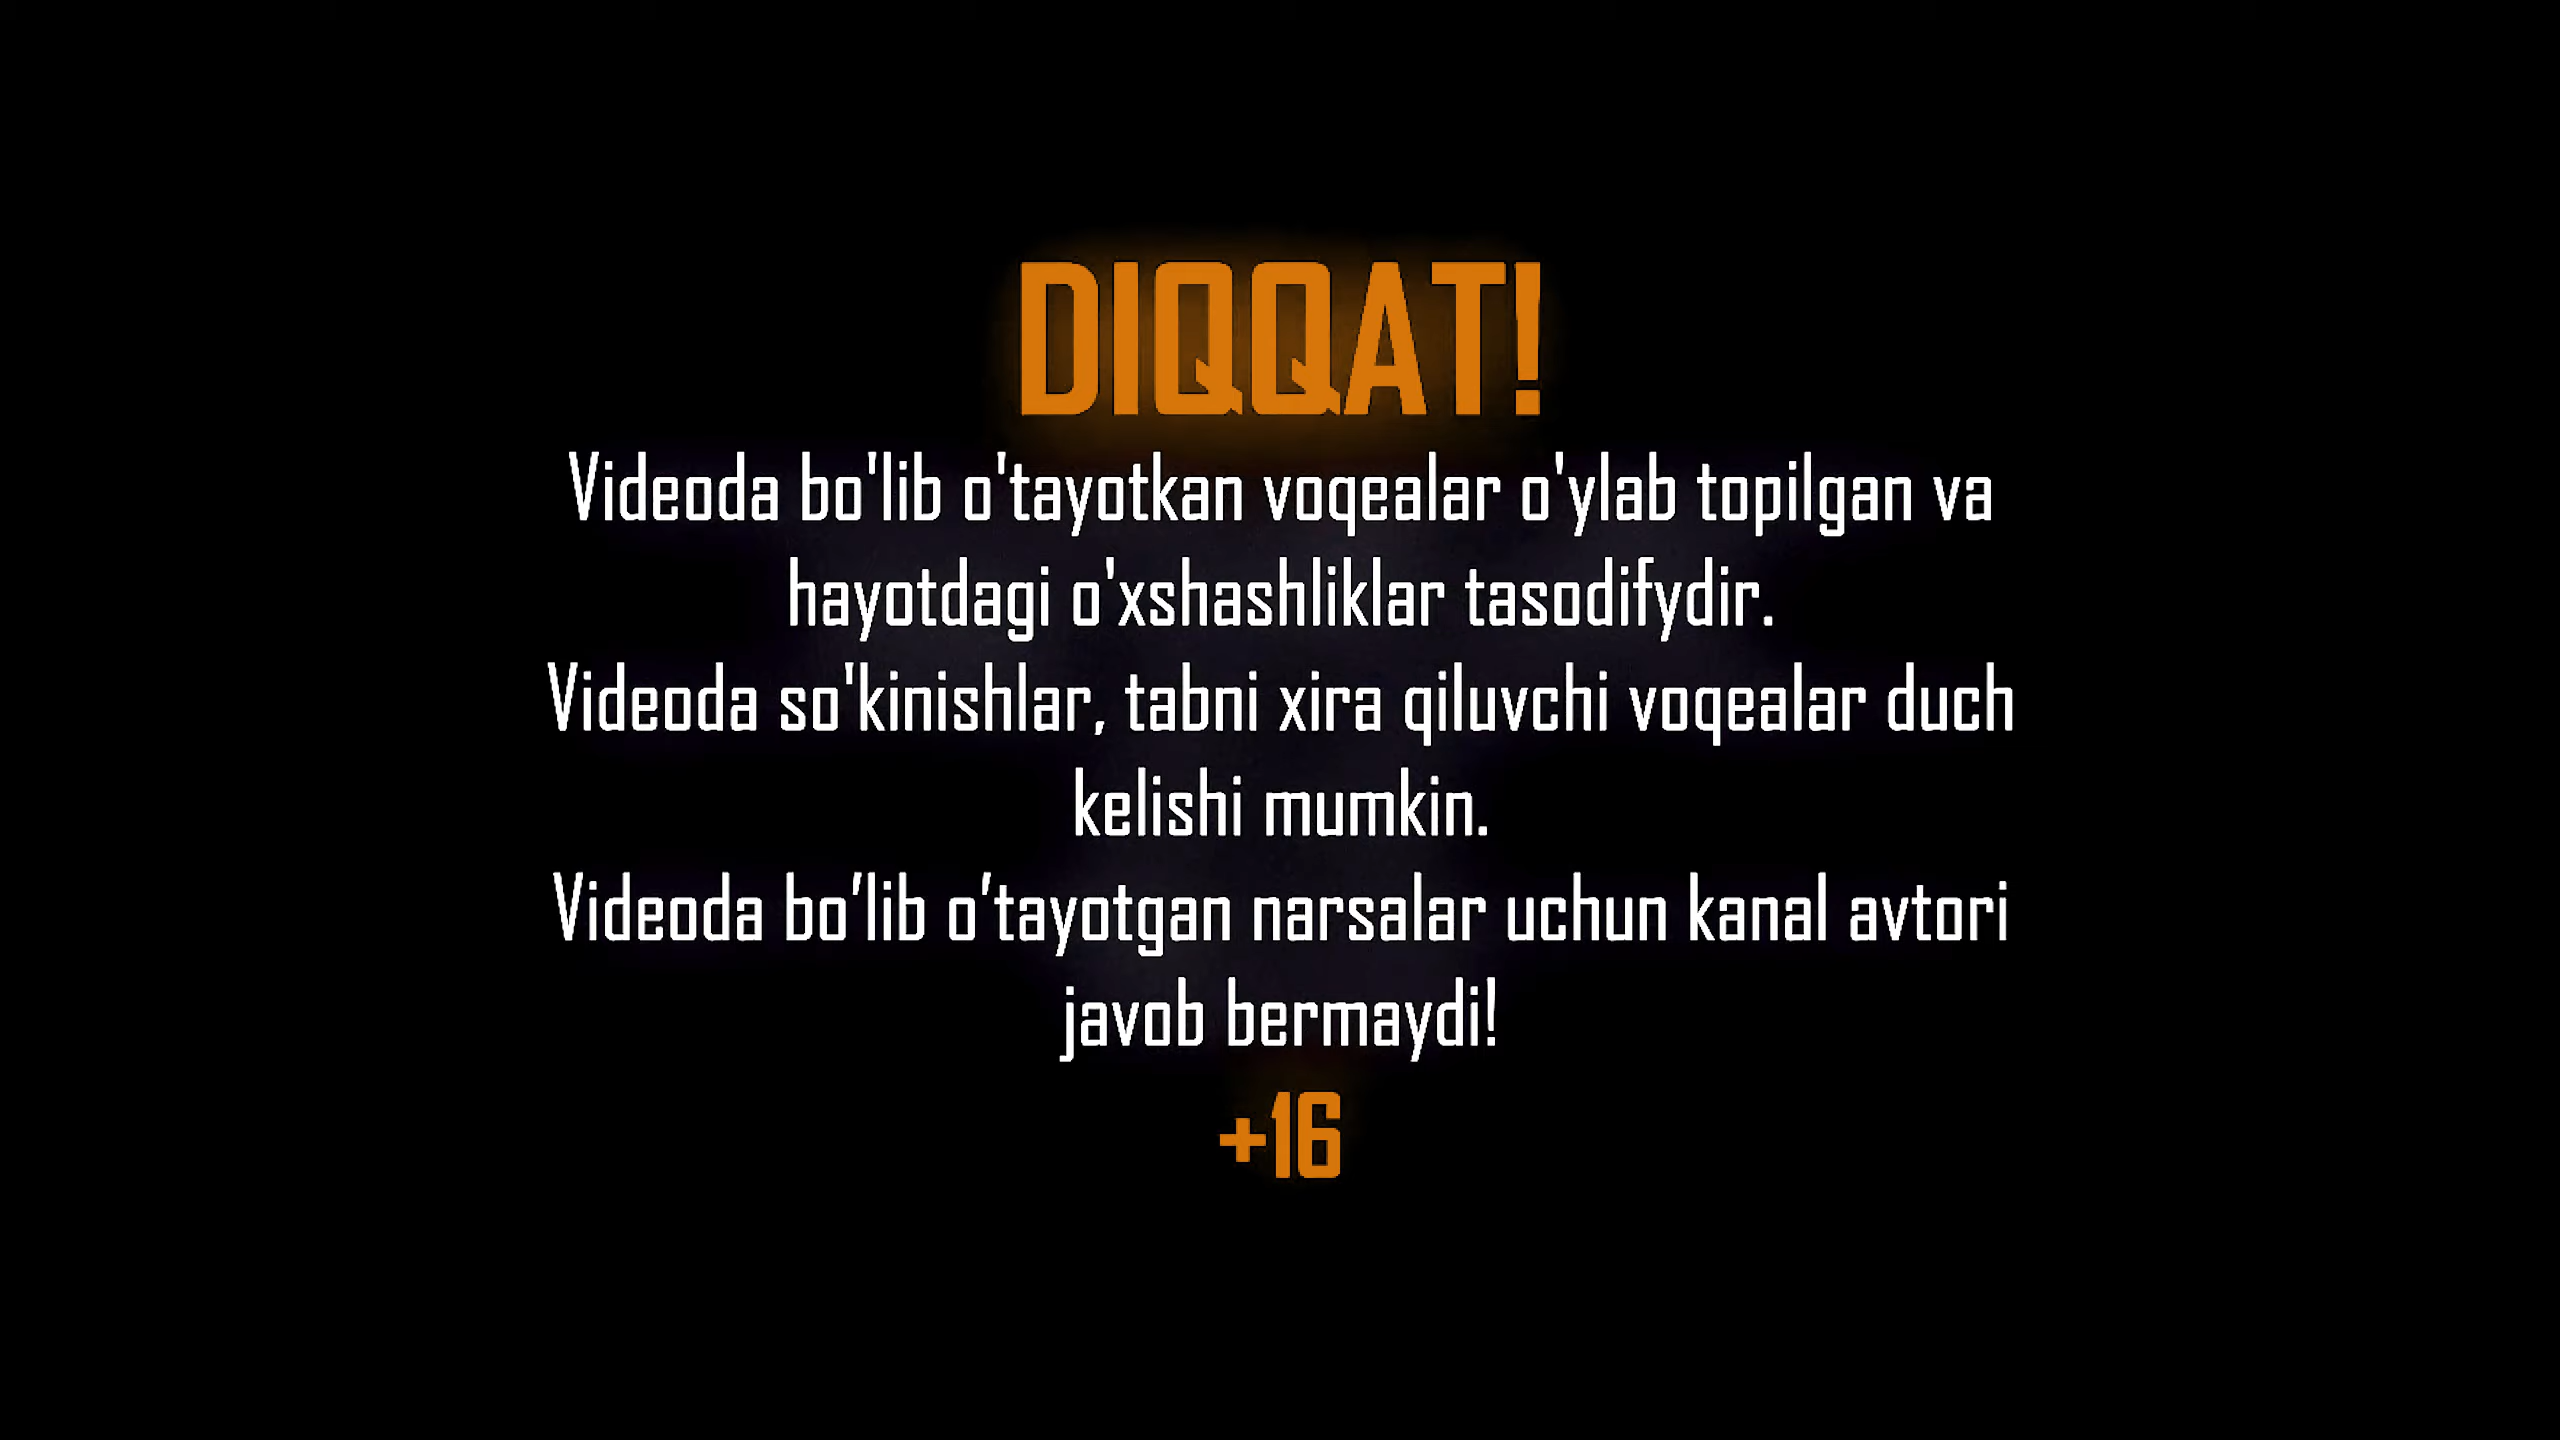 DIQQAT!
Videoda bo'lib o'tayotkan voqealar o'ylab topilgan va
hayotdagi o'xshashliklar tasodifydir.
Videoda so'kinishlar, tabni xira qiluvchi voqealar duch
kelishi mumkin.
Videoda bo’lib o’tayotgan narsalar uchun kanal avtori
javob bermaydi!
+16